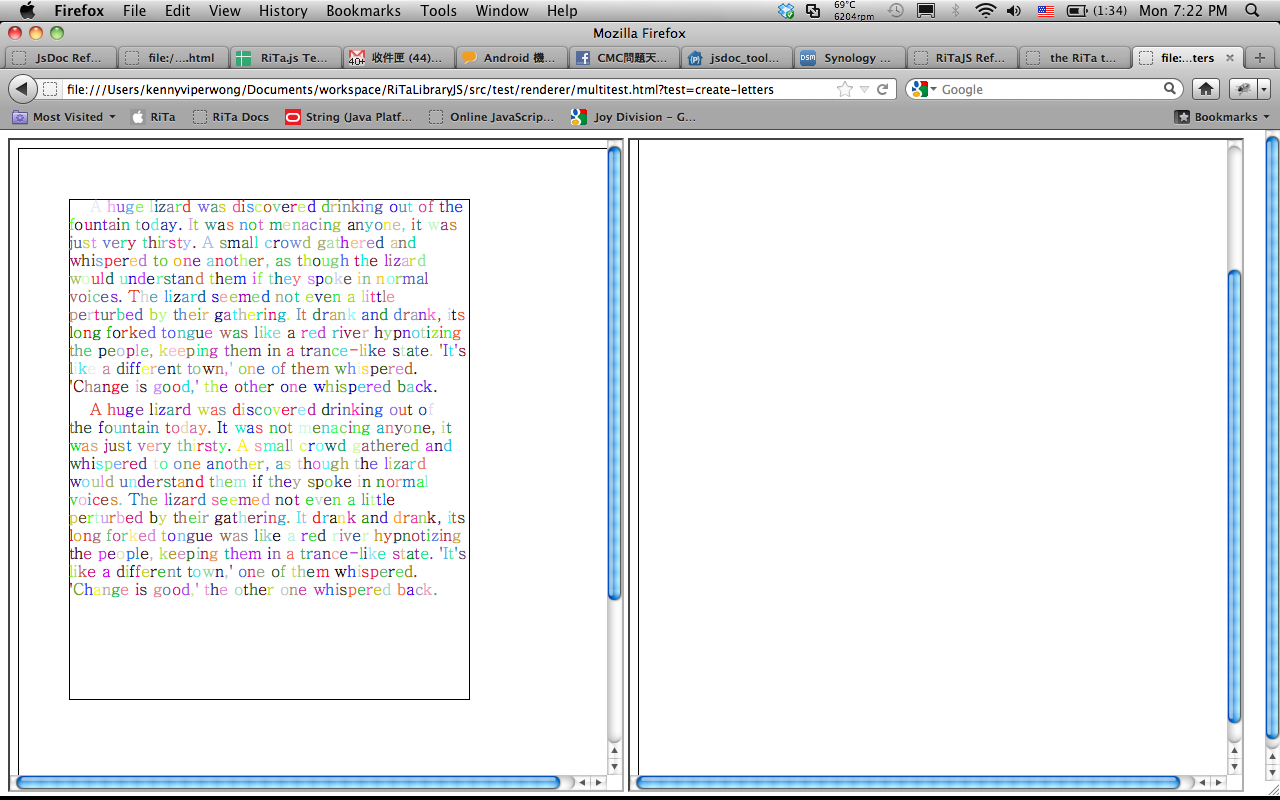 Firefox File Edit View History Bookmarks Tools Window Help 69°C 6204rpm (1:34) Mon 7:22 PM
Mozilla Firefox
JsDoc Ref... file:/....html RiTa.js Te... 40+ 收件匣 (44)... Android 機... CMC問題天... jsdoc_tool... DSM Synology ... RiTaJS Ref... the RiTa t... file:...ters
file:///Users/kennyviperwong/Documents/workspace/RiTaLibraryJS/src/test/renderer/multitest.html?test=create-letters Google
Most Visited RiTa RiTa Docs String (Java Platf... Online JavaScrip... Joy Division - G... Bookmarks
A huge lizard was discovered drinking out of the
fountain today. It was not menacing anyone, it was
just very thirsty. A small crowd gathered and
whispered to one another, as though the lizard
would understand them if they spoke in normal
voices. The lizard seemed not even a little
perturbed by their gathering. It drank and drank, its
long forked tongue was like a red river hypnotizing
the people, keeping them in a trance-like state. 'It's
like a different town,' one of them whispered.
'Change is good,' the other one whispered back.
A huge lizard was discovered drinking out of
the fountain today. It was not menacing anyone, it
was just very thirsty. A small crowd gathered and
whispered to one another, as though the lizard
would understand them if they spoke in normal
voices. The lizard seemed not even a little
perturbed by their gathering. It drank and drank, its
long forked tongue was like a red river hypnotizing
the people, keeping them in a trance-like state. 'It's
like a different town,' one of them whispered.
'Change is good,' the other one whispered back.